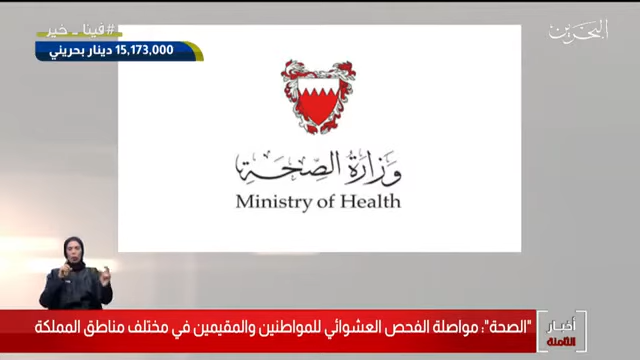 #فينا_خير
15,173,000 دينار بحريني
البحرين
وزارة الصحة
Ministry of Health
"الصحة": مواصلة الفحص العشوائي للمواطنين والمقيمين في مختلف مناطق المملكة
أخبار
الثامنة